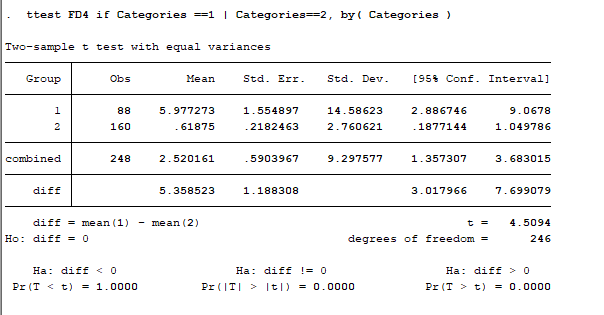 . ttest FD4 if Categories ==1 | Categories==2, by( Categories )
Two-sample t test with equal variances
Group Obs Mean Std. Err. Std. Dev. [95% Conf. Interval]
1 88 5.977273 1.554897 14.58623 2.886746 9.0678
2 160 .61875 .2182463 2.760621 .1877144 1.049786
combined 248 2.520161 .5903967 9.297577 1.357307 3.683015
diff 5.358523 1.188308 3.017966 7.699079
diff = mean(1) - mean(2) t = 4.5094
Ho: diff = 0 degrees of freedom = 246
Ha: diff < 0 Ha: diff != 0 Ha: diff > 0
Pr(T < t) = 1.0000 Pr(|T| > |t|) = 0.0000 Pr(T > t) = 0.0000